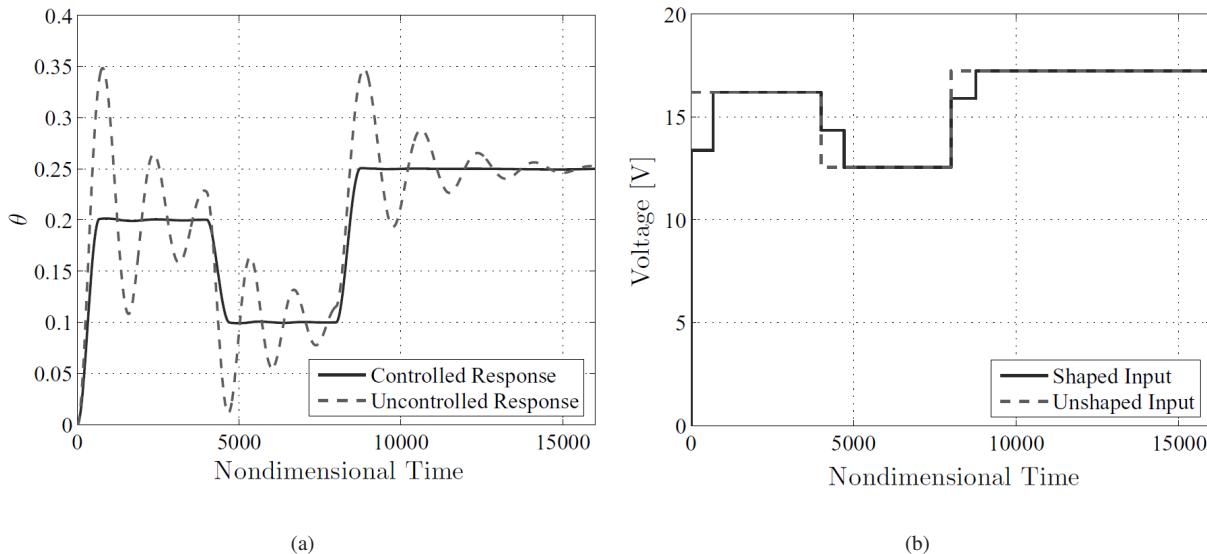 0.4
0.35
0.3
0.25
0.2
0.15
0.1
0.05
0
θ
0 5000 10000 15000
Nondimensional Time
Controlled Response
Uncontrolled Response
(a)
20
15
10
5
0
Voltage [V]
0 5000 10000 15000
Nondimensional Time
Shaped Input
Unshaped Input
(b)